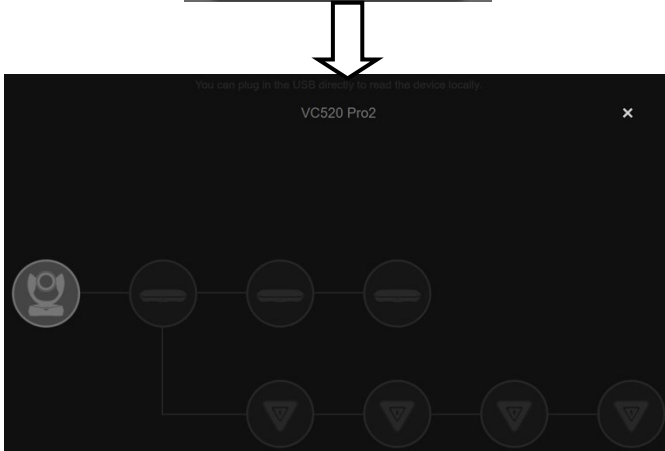 You can plug in the USB directly to read the device locally.
VC520 Pro2